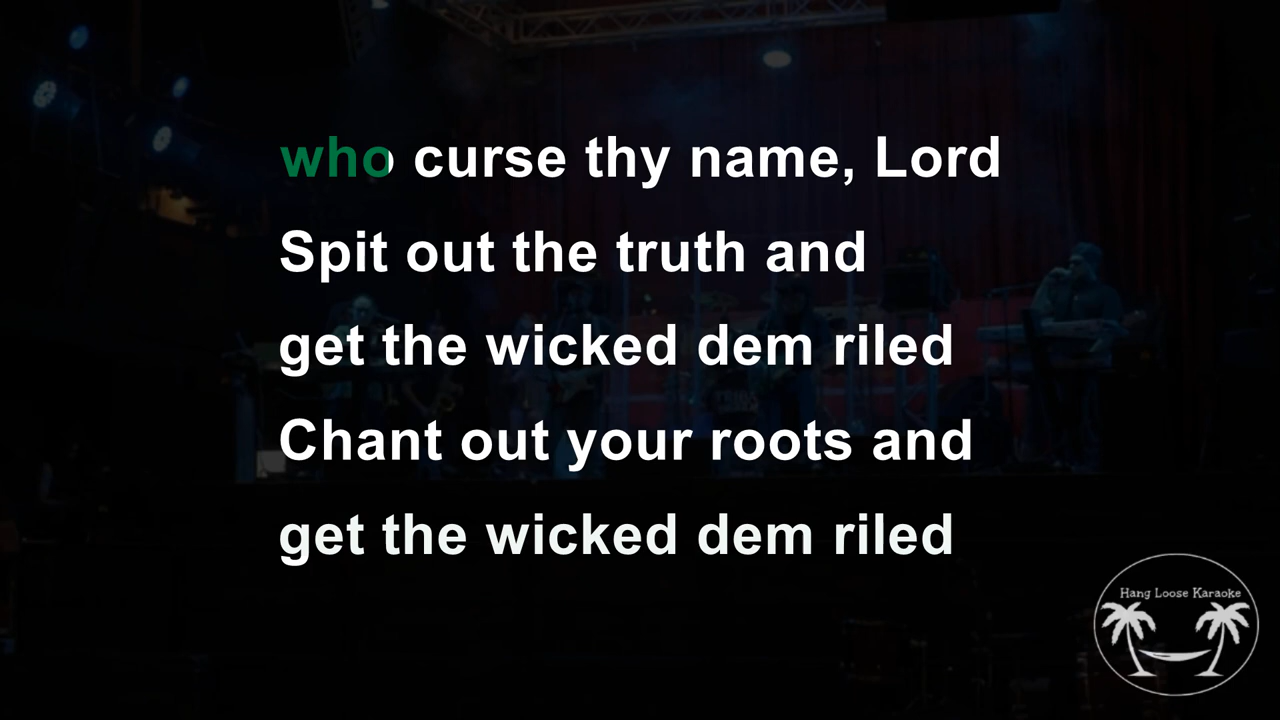 who curse thy name, Lord
Spit out the truth and
get the wicked dem riled
Chant out your roots and
get the wicked dem riled
Hang Loose Karaoke